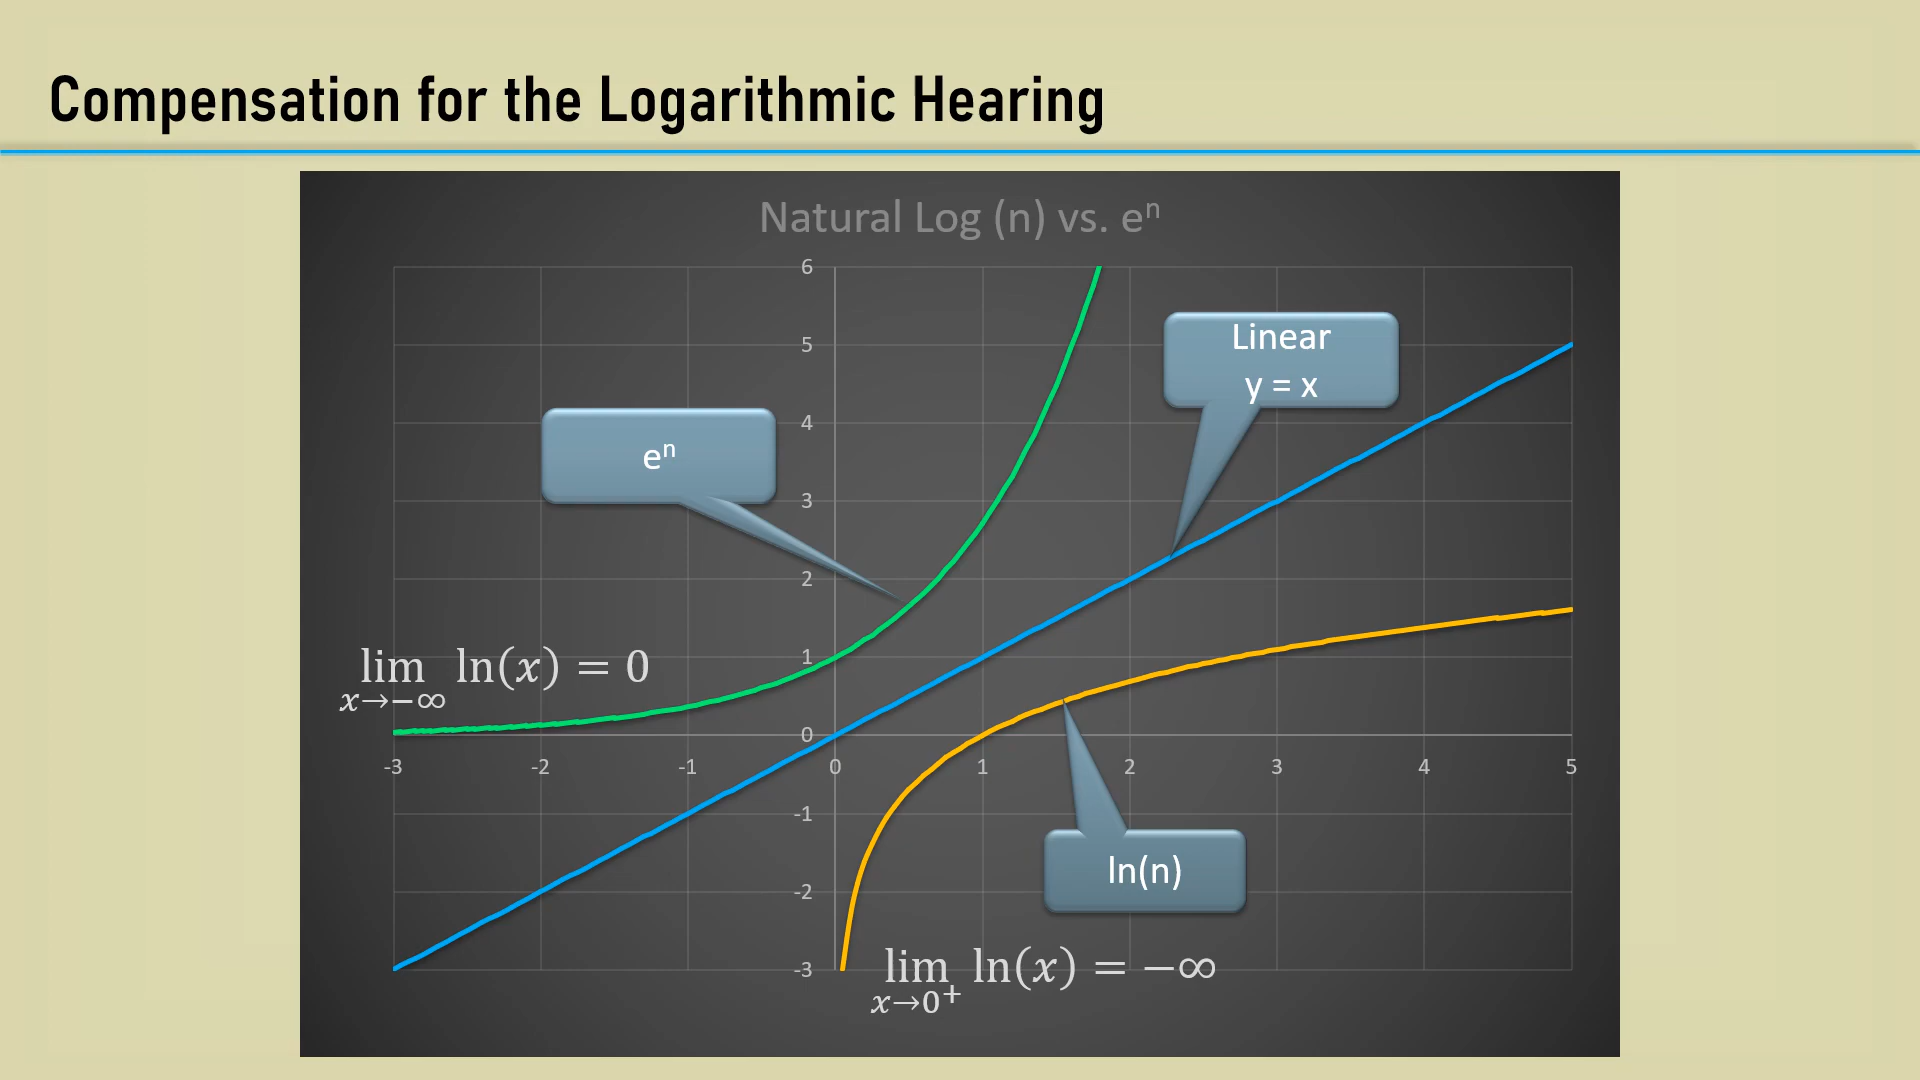 Compensation for the Logarithmic Hearing
Natural Log (n) vs. eⁿ
6
5
4
3
2
1
0
-1
-2
-3
-3 -2 -1 0 1 2 3 4 5
Linear
y = x
eⁿ
lim ln(x) = 0
x→−∞
ln(n)
lim ln(x) = −∞
x→0⁺